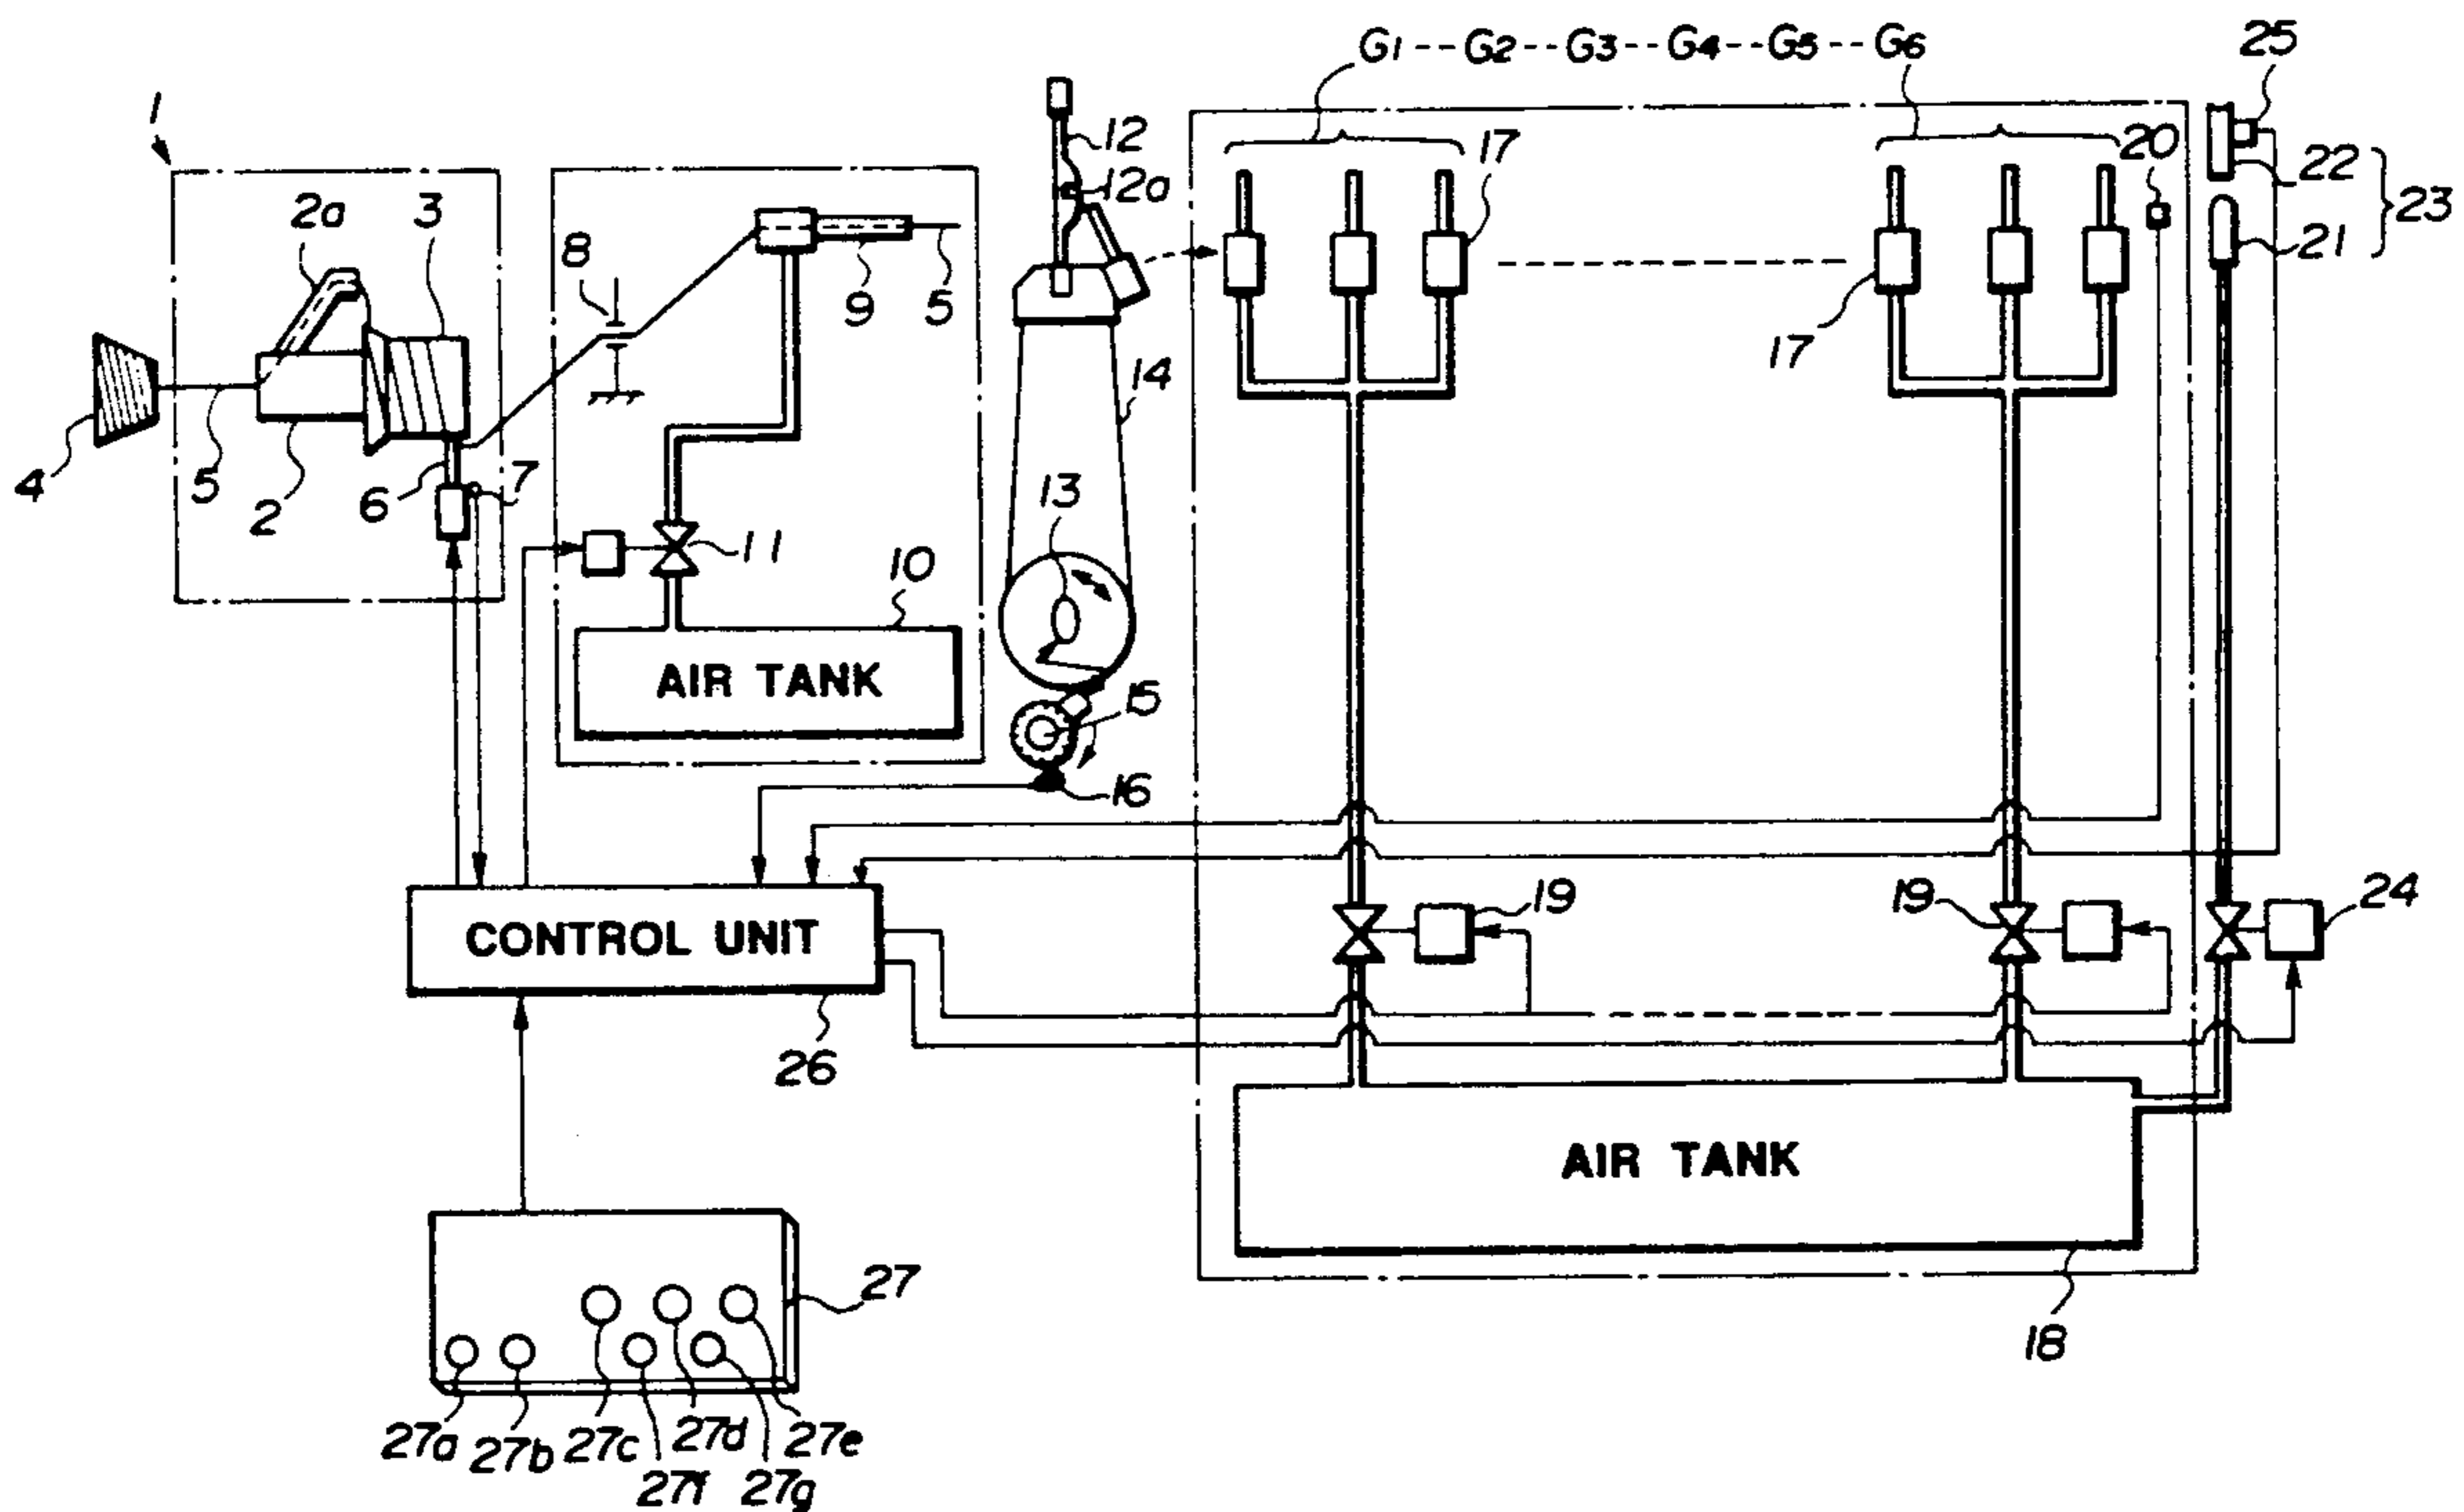 G1 -- G2 -- G3 -- G4 -- G5 -- G6
25
1
12
17
20
22
2a
3
12a
23
8
21
9
5
17
14
4
5
2
6
7
13
11
10
AIR TANK
15
16
19
19
24
CONTROL UNIT
26
AIR TANK
27
18
27a
27b
27c
27d
27e
27f
27g